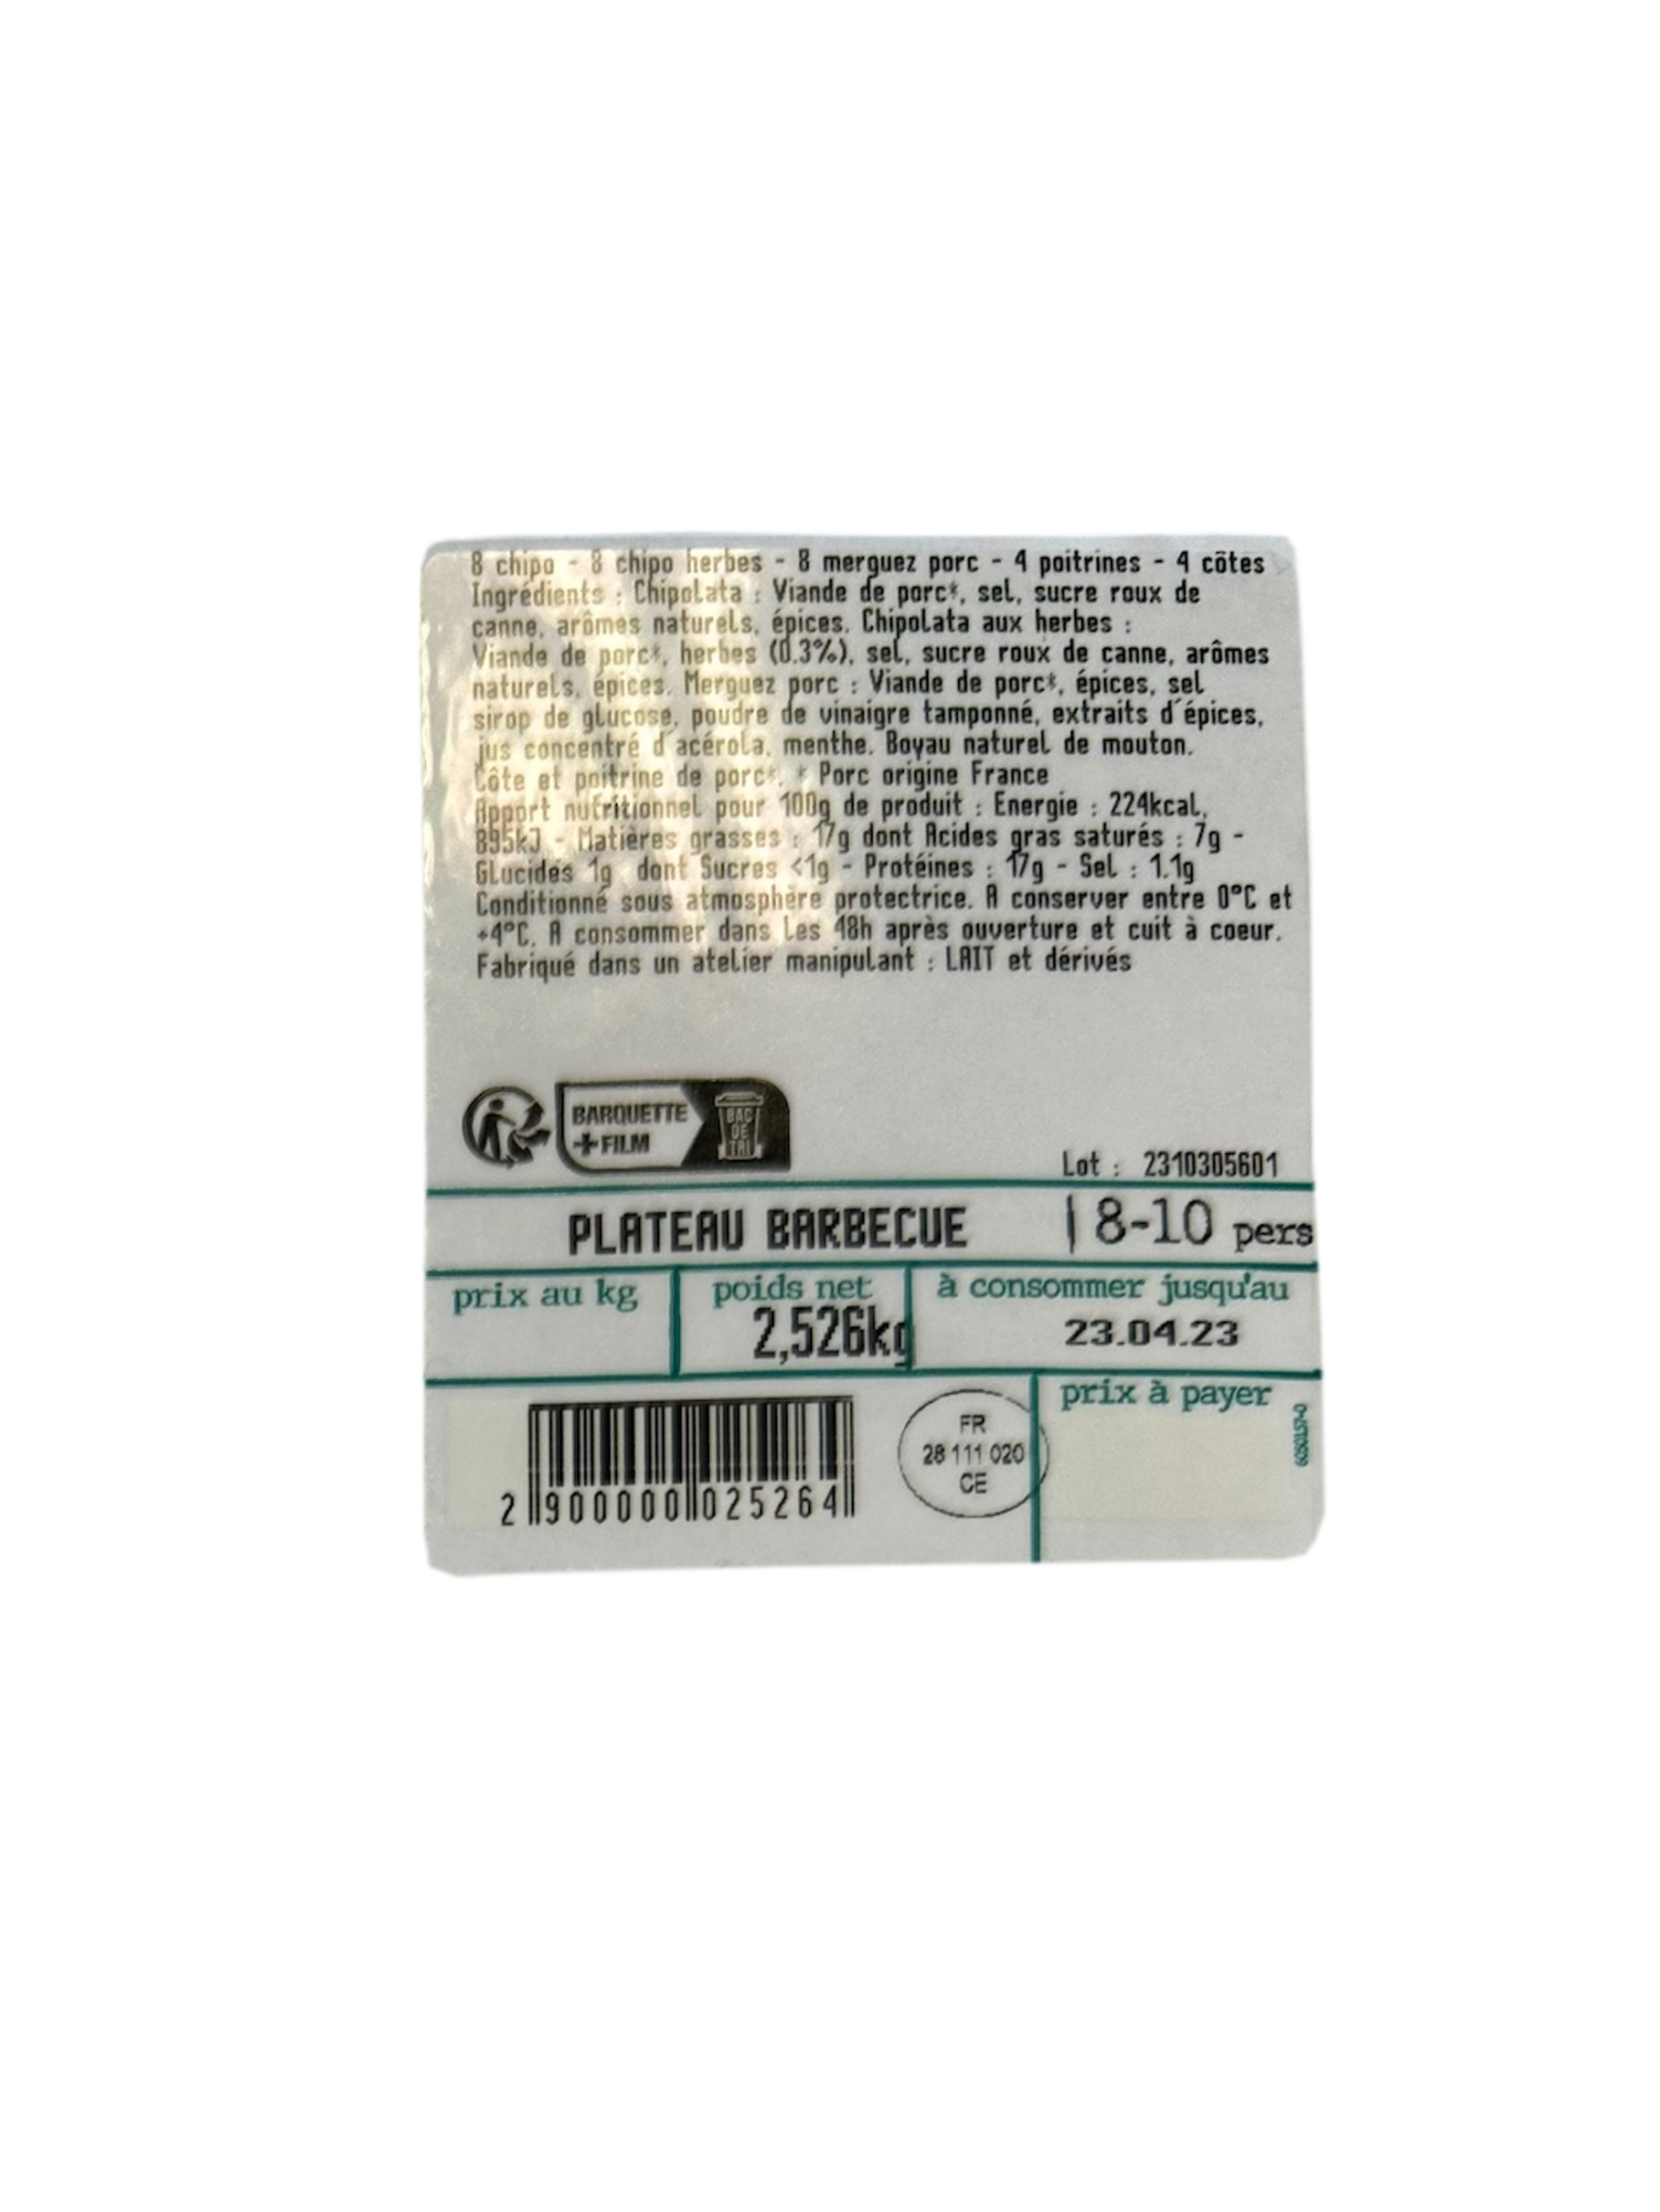 8 chipo - 8 chipo herbes - 8 merguez porc - 4 poitrines - 4 côtes
Ingrédients : Chipolata : Viande de porc*, sel, sucre roux de
canne, arômes naturels, épices. Chipolata aux herbes :
Viande de porc*, herbes (0.3%), sel, sucre roux de canne, arômes
naturels, épices. Merguez porc : Viande de porc*, épices, sel
sirop de glucose, poudre de vinaigre tamponné, extraits d'épices,
jus concentré d'acérola, menthe. Boyau naturel de mouton.
Côte et poitrine de porc*. * Porc origine France
Apport nutritionnel pour 100g de produit : Energie : 224kcal,
895kJ - Matières grasses : 17g dont Acides gras saturés : 7g -
Glucides 1g dont Sucres <1g - Protéines : 17g - Sel : 1.1g
Conditionné sous atmosphère protectrice. A conserver entre 0°C et
+4°C. A consommer dans les 48h après ouverture et cuit à coeur.
Fabriqué dans un atelier manipulant : LAIT et dérivés
BARQUETTE
+FILM
BAC
DE
TRI
Lot : 2310305601
PLATEAU BARBECUE | 8-10 pers
prix au kg
poids net
2,526kg
à consommer jusqu'au
23.04.23
2 900000 025264
FR
28 111 020
CE
prix à payer